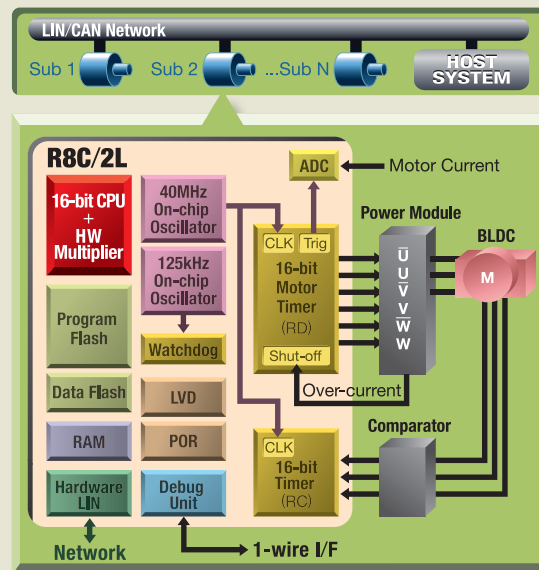 LIN/CAN Network
Sub 1
Sub 2
...Sub N
HOST
SYSTEM
R8C/2L
16-bit CPU
+
HW
Multiplier
40MHz
On-chip
Oscillator
ADC
Motor Current
Power Module
BLDC
CLK
Trig
16-bit
Motor
Timer
(RD)
Shut-off
U̅
U
V̅
V
W̅
W
M
125kHz
On-chip
Oscillator
Program
Flash
Watchdog
Over-current
Data Flash
LVD
Comparator
RAM
POR
CLK
16-bit
Timer
(RC)
Hardware
LIN
Debug
Unit
Network
1-wire I/F